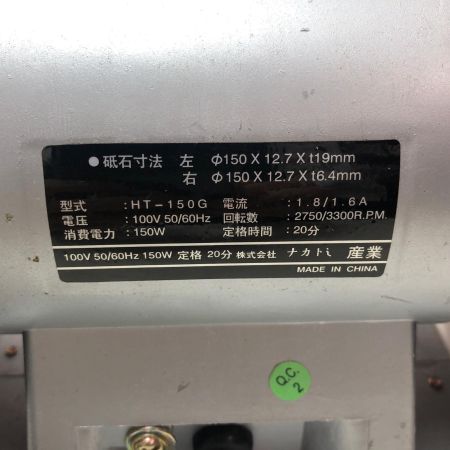 ● 砥石寸法 左 Φ150 X 12.7 X t19mm
右 Φ150 X 12.7 X t6.4mm
型式 :HT-150G 電流 :1.8/1.6A
電圧 :100V 50/60Hz 回転数 :2750/3300R.P.M.
消費電力:150W 定格時間:20分
100V 50/60Hz 150W 定格 20分 株式会社 ナカトミ 産業
MADE IN CHINA
Q.C.
2